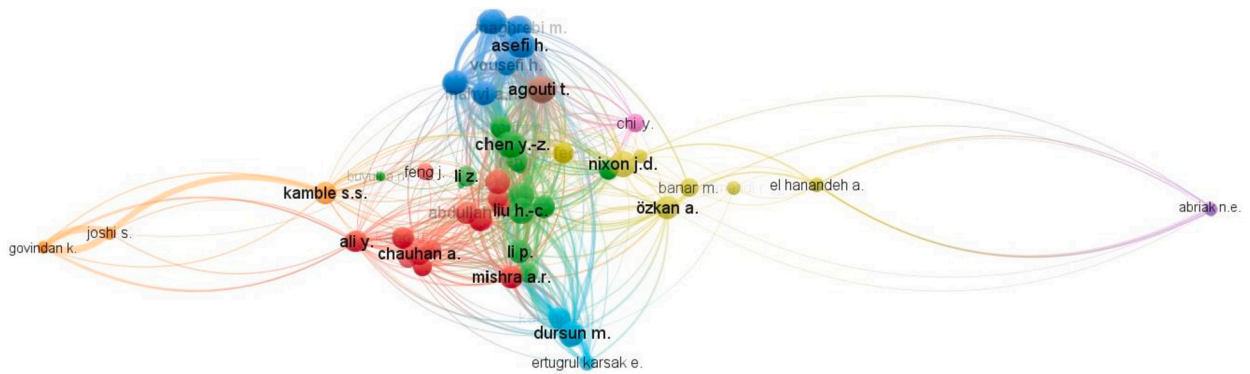 maghrebi m.
asefi h.
yousefi h.
agouti t.
chi y.
chen y.-z.
nixon j.d.
feng j.
li z.
banar m.
el hanandeh a.
kamble s.s.
özkan a.
abriak n.e.
abdullah
liu h.-c.
joshi s.
govindan k.
ali y.
chauhan a.
li p.
mishra a.r.
dursun m.
ertugrul karsak e.